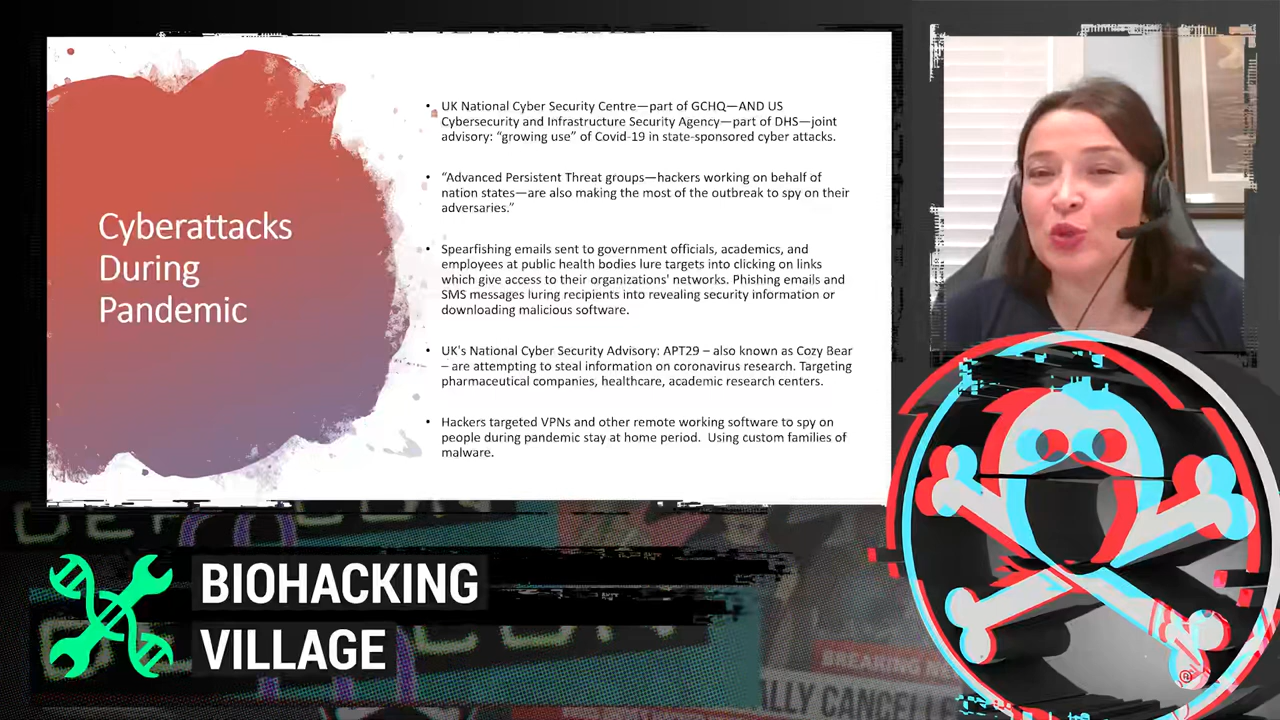 Cyberattacks
During
Pandemic
• UK National Cyber Security Centre—part of GCHQ—AND US
Cybersecurity and Infrastructure Security Agency—part of DHS—joint
advisory: “growing use” of Covid-19 in state-sponsored cyber attacks.
• “Advanced Persistent Threat groups—hackers working on behalf of
nation states—are also making the most of the outbreak to spy on their
adversaries.”
• Spearfishing emails sent to government officials, academics, and
employees at public health bodies lure targets into clicking on links
which give access to their organizations' networks. Phishing emails and
SMS messages luring recipients into revealing security information or
downloading malicious software.
• UK's National Cyber Security Advisory: APT29 – also known as Cozy Bear
– are attempting to steal information on coronavirus research. Targeting
pharmaceutical companies, healthcare, academic research centers.
• Hackers targeted VPNs and other remote working software to spy on
people during pandemic stay at home period. Using custom families of
malware.
BIOHACKING
VILLAGE
BREAKING
®